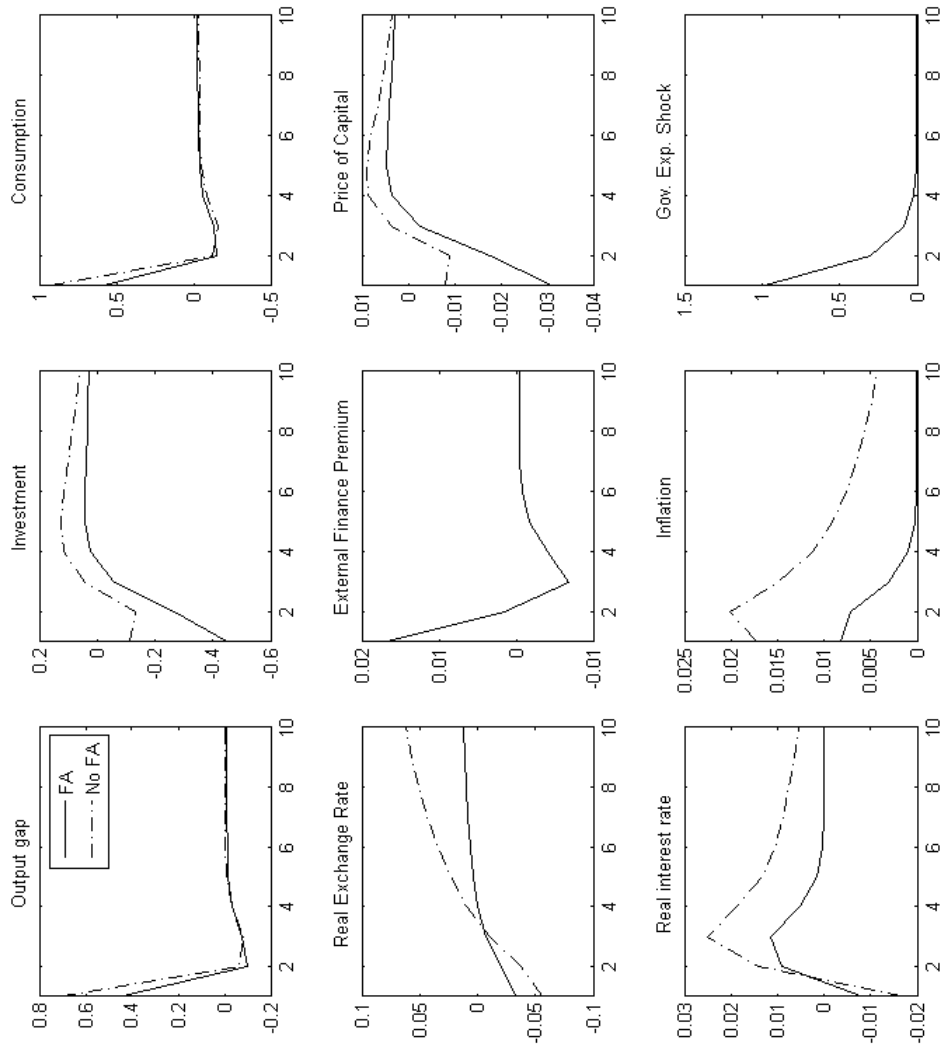 Output gap
0.8
0.6
0.4
0.2
0
-0.2
2 4 6 8 10
FA
No FA
Investment
0.2
0
-0.2
-0.4
-0.6
2 4 6 8 10
Consumption
1
0.5
0
-0.5
2 4 6 8 10
Real Exchange Rate
0.1
0.05
0
-0.05
-0.1
2 4 6 8 10
External Finance Premium
0.02
0.01
0
-0.01
2 4 6 8 10
Price of Capital
0.01
0
-0.01
-0.02
-0.03
-0.04
2 4 6 8 10
Real interest rate
0.03
0.02
0.01
0
-0.01
-0.02
2 4 6 8 10
Inflation
0.025
0.02
0.015
0.01
0.005
0
2 4 6 8 10
Gov. Exp. Shock
1.5
1
0.5
0
2 4 6 8 10